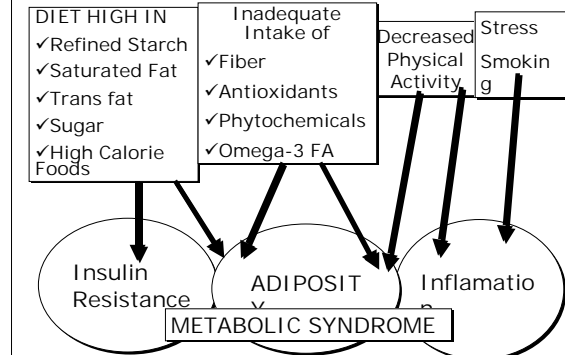 DIET HIGH IN
✓Refined Starch
✓Saturated Fat
✓Trans fat
✓Sugar
✓High Calorie
Foods
Inadequate
Intake of
✓Fiber
✓Antioxidants
✓Phytochemicals
✓Omega-3 FA
Decreased
Physical
Activity
Stress
Smokin
g
Insulin
Resistance
ADIPOSIT
Y
Inflamatio
n
METABOLIC SYNDROME